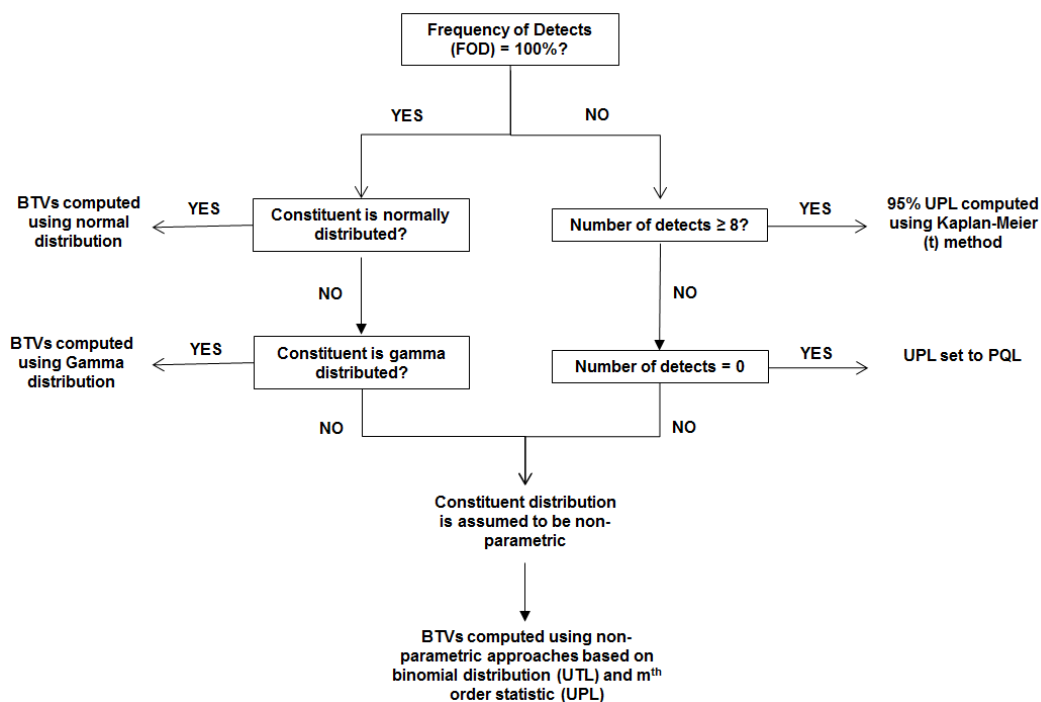 Frequency of Detects
(FOD) = 100%?
YES
NO
BTVs computed
using normal
distribution
YES
Constituent is normally
distributed?
Number of detects ≥ 8?
YES
95% UPL computed
using Kaplan-Meier
(t) method
NO
NO
BTVs computed
using Gamma
distribution
YES
Constituent is gamma
distributed?
Number of detects = 0
YES
UPL set to PQL
NO
NO
Constituent distribution
is assumed to be non-
parametric
BTVs computed using non-
parametric approaches based on
binomial distribution (UTL) and mth
order statistic (UPL)